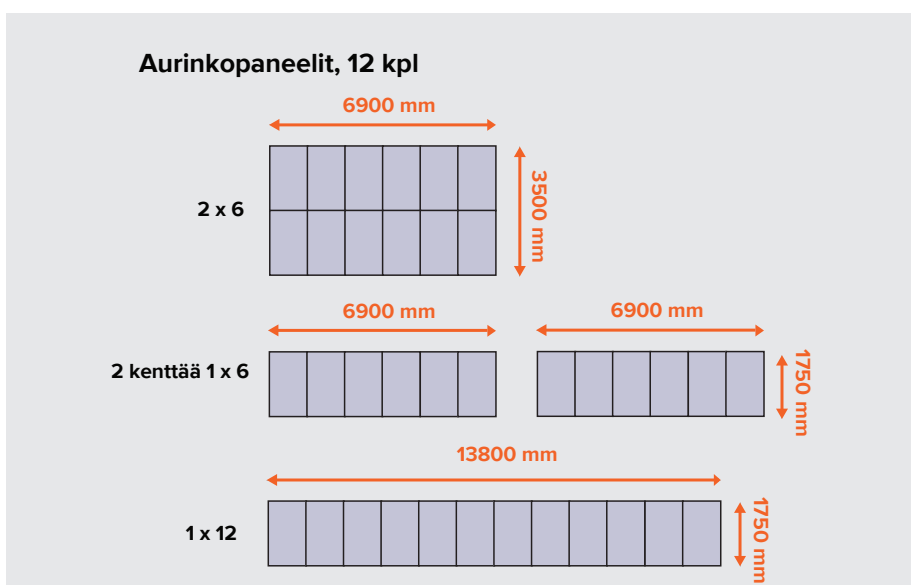 Aurinkopaneelit, 12 kpl
6900 mm
2 x 6
3500 mm
6900 mm
6900 mm
2 kenttää 1 x 6
1750 mm
13800 mm
1 x 12
1750 mm